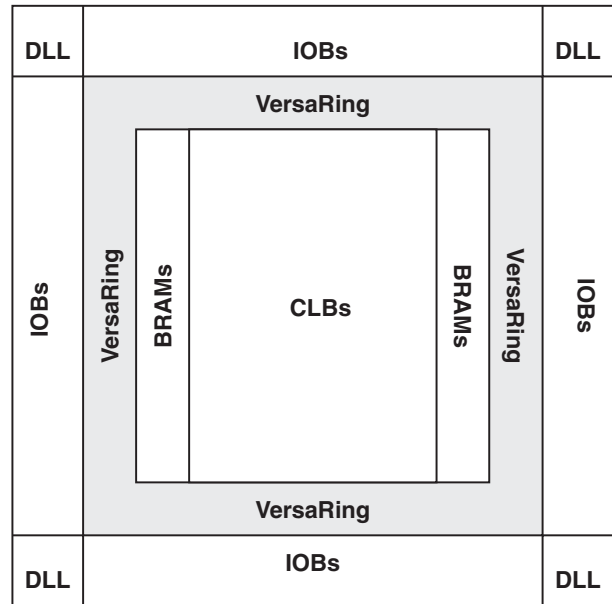 DLL
IOBs
DLL
VersaRing
IOBs
VersaRing
BRAMs
CLBs
BRAMs
VersaRing
IOBs
VersaRing
DLL
IOBs
DLL